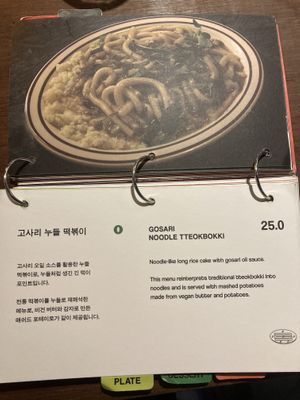 고사리 누들 떡볶이
고사리 오일 소스를 활용한 누들
떡볶이로, 누들처럼 생긴 긴 떡이
포인트입니다.
전통 떡볶이를 누들로 재해석한
메뉴로, 비건 버터와 감자로 만든
매쉬드 포테이토가 같이 제공됩니다.
GOSARI
NOODLE TTEOKBOKKI
25.0
Noodle-like long rice cake with gosari oil sauce.
This menu reinterprets traditional tteokbokki into
noodles and is served with mashed potatoes
made from vegan butter and potatoes.
PLATE